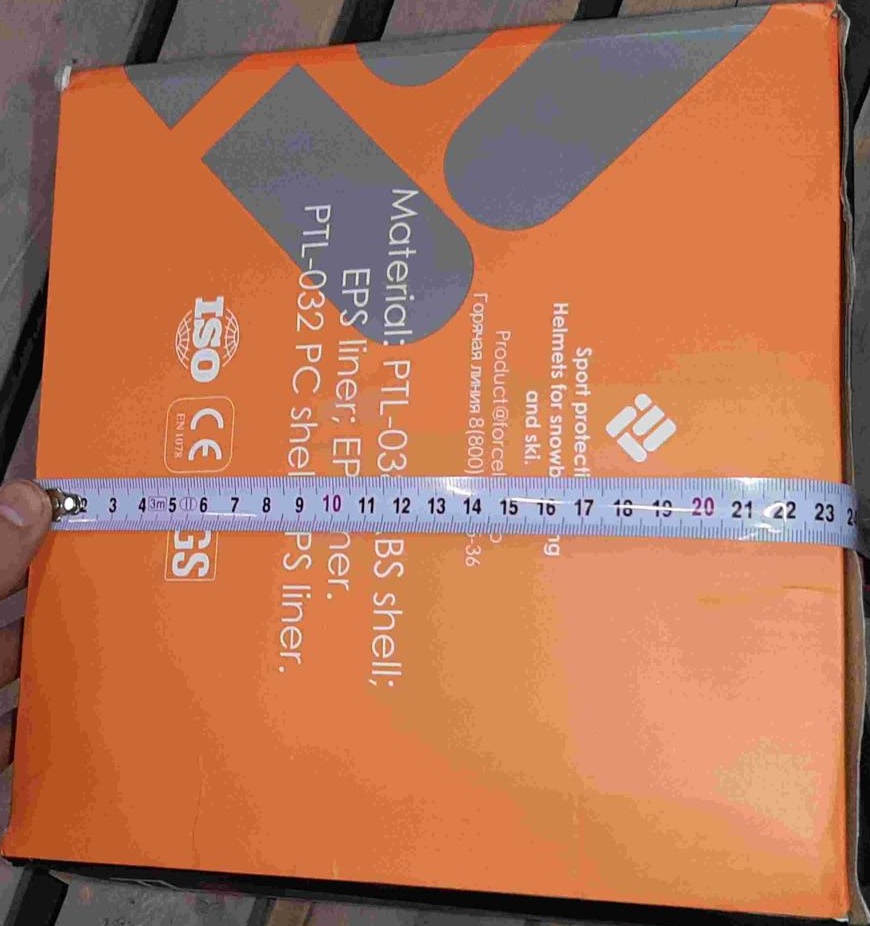 Sport protecti
Helmets for snowb ng
and ski.
Product@forcel
Горячая линия 8(800) -36
Material: PTL-03 BS shell;
EPS liner; EP ner.
PTL-032 PC shel PS liner.
ISO CE GS
EN 1078
2 3 4 3m 5 6 7 8 9 10 11 12 13 14 15 16 17 18 19 20 21 22 23 24